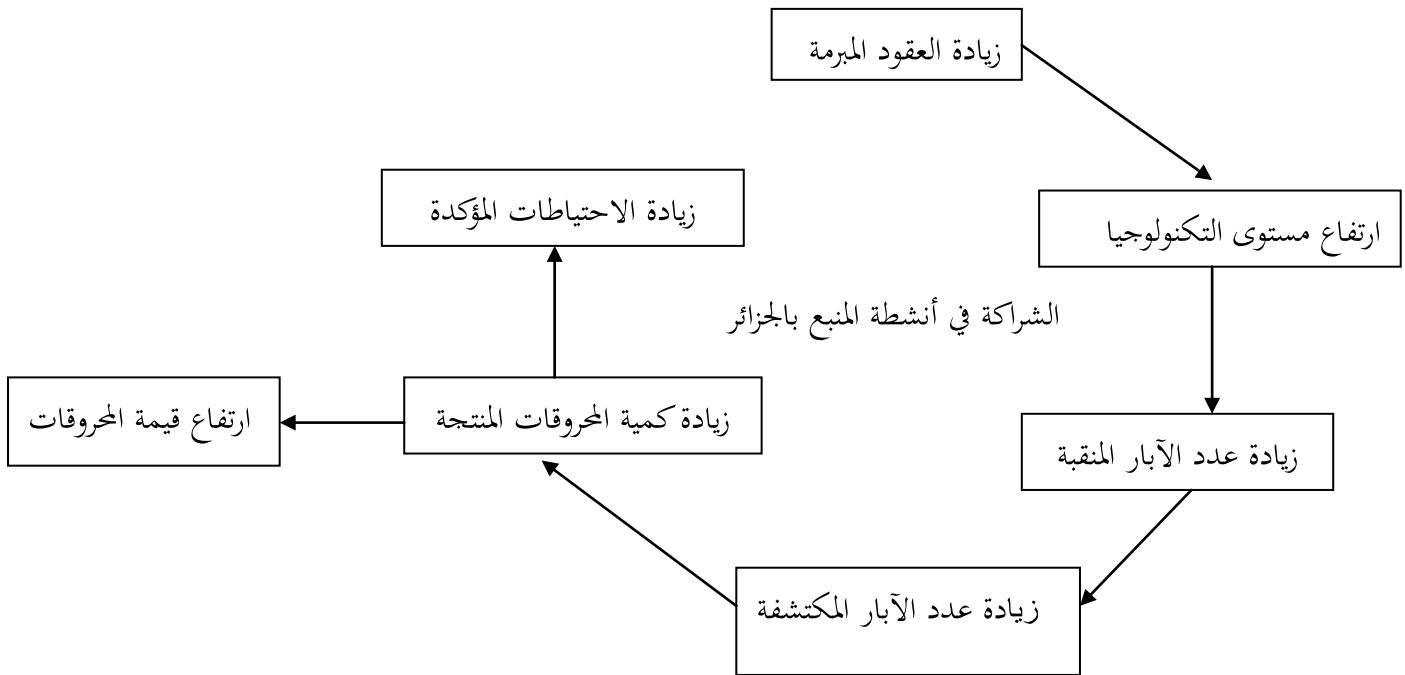 زيادة العقود المبرمة
زيادة الاحتياطات المؤكدة
ارتفاع مستوى التكنولوجيا
الشراكة في أنشطة المنبع بالجزائر
زيادة كمية المحروقات المنتجة
ارتفاع قيمة المحروقات
زيادة عدد الآبار المنقبة
زيادة عدد الآبار المكتشفة